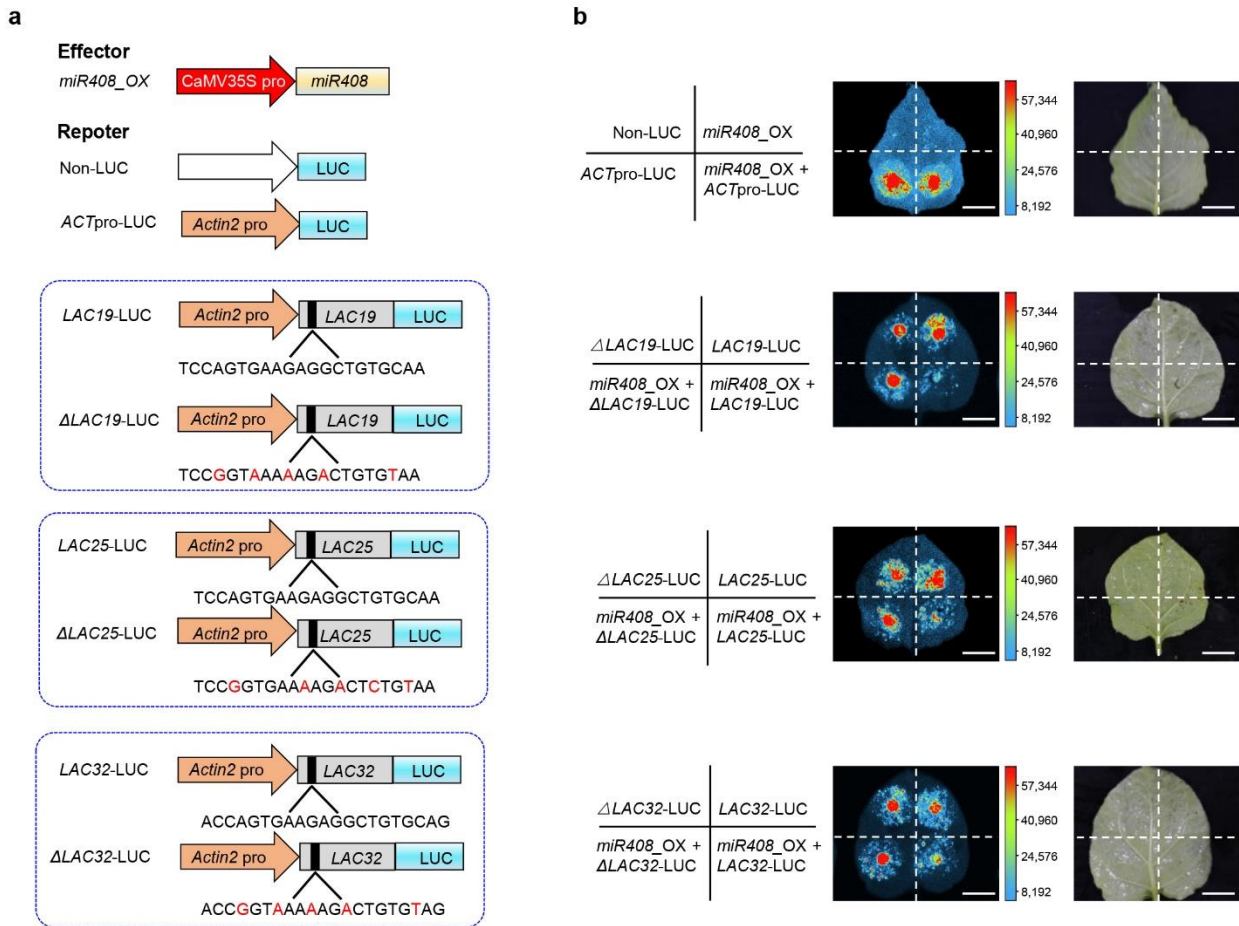 a
Effector
miR408_OX
CaMV35S pro
miR408
Repoter
Non-LUC
LUC
ACTpro-LUC
Actin2 pro
LUC
LAC19-LUC
Actin2 pro
LAC19
LUC
TCCAGTGAAGAGGCTGTGCAA
ΔLAC19-LUC
Actin2 pro
LAC19
LUC
TCCGGTAAAAAGACTGTGTAA
LAC25-LUC
Actin2 pro
LAC25
LUC
TCCAGTGAAGAGGCTGTGCAA
ΔLAC25-LUC
Actin2 pro
LAC25
LUC
TCCGGTGAAAAGACTCTGTAA
LAC32-LUC
Actin2 pro
LAC32
LUC
ACCAGTGAAGAGGCTGTGCAG
ΔLAC32-LUC
Actin2 pro
LAC32
LUC
ACCGGTAAAAAGACTGTGTAG
b
Non-LUC
miR408_OX
ACTpro-LUC
miR408_OX +
ACTpro-LUC
57,344
40,960
24,576
8,192
△LAC19-LUC
LAC19-LUC
miR408_OX +
ΔLAC19-LUC
miR408_OX +
LAC19-LUC
57,344
40,960
24,576
8,192
△LAC25-LUC
LAC25-LUC
miR408_OX +
ΔLAC25-LUC
miR408_OX +
LAC25-LUC
57,344
40,960
24,576
8,192
△LAC32-LUC
LAC32-LUC
miR408_OX +
ΔLAC32-LUC
miR408_OX +
LAC32-LUC
57,344
40,960
24,576
8,192